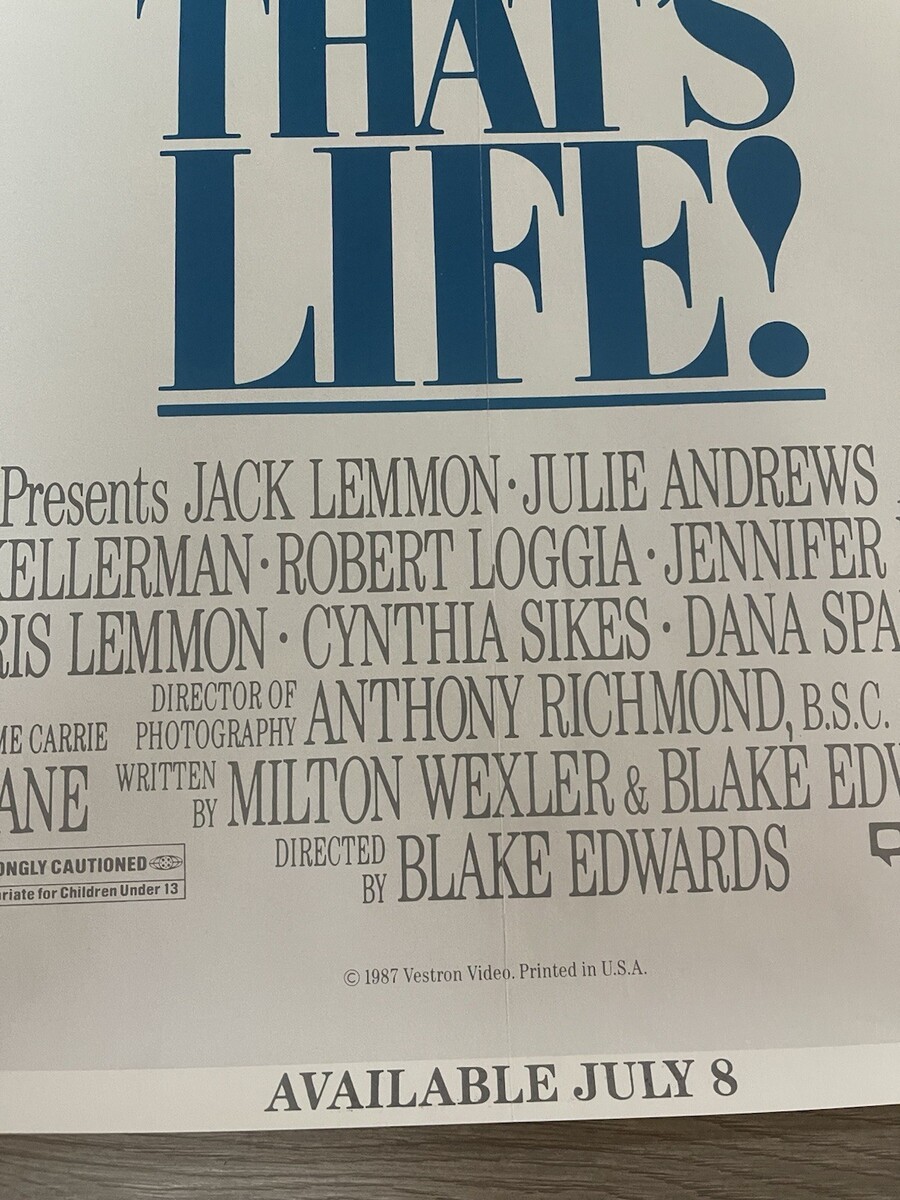 THAT'S
LIFE!
Presents JACK LEMMON · JULIE ANDREWS
KELLERMAN · ROBERT LOGGIA · JENNIFER
RIS LEMMON · CYNTHIA SIKES · DANA SPA
ME CARRIE DIRECTOR OF PHOTOGRAPHY ANTHONY RICHMOND, B.S.C.
ANE WRITTEN BY MILTON WEXLER & BLAKE EDW
ONGLY CAUTIONED
riate for Children Under 13
DIRECTED BY BLAKE EDWARDS
© 1987 Vestron Video. Printed in U.S.A.
AVAILABLE JULY 8